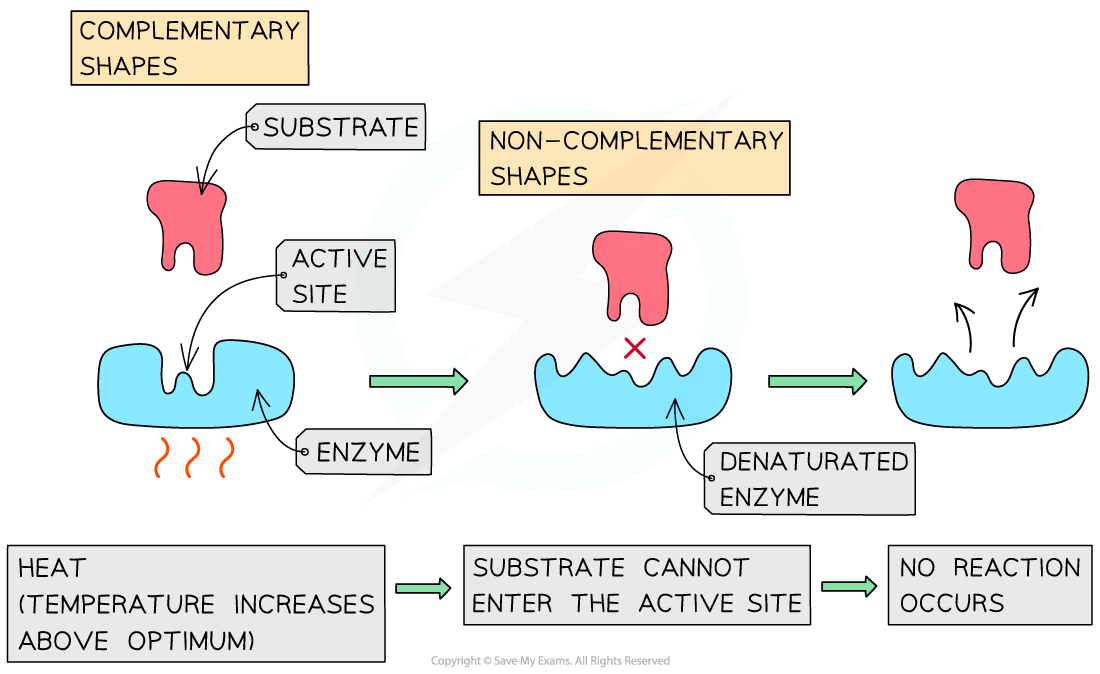 COMPLEMENTARY
SHAPES
SUBSTRATE
ACTIVE
SITE
ENZYME
NON-COMPLEMENTARY
SHAPES
DENATURATED
ENZYME
HEAT
(TEMPERATURE INCREASES
ABOVE OPTIMUM)
SUBSTRATE CANNOT
ENTER THE ACTIVE SITE
NO REACTION
OCCURS
Copyright © Save My Exams. All Rights Reserved